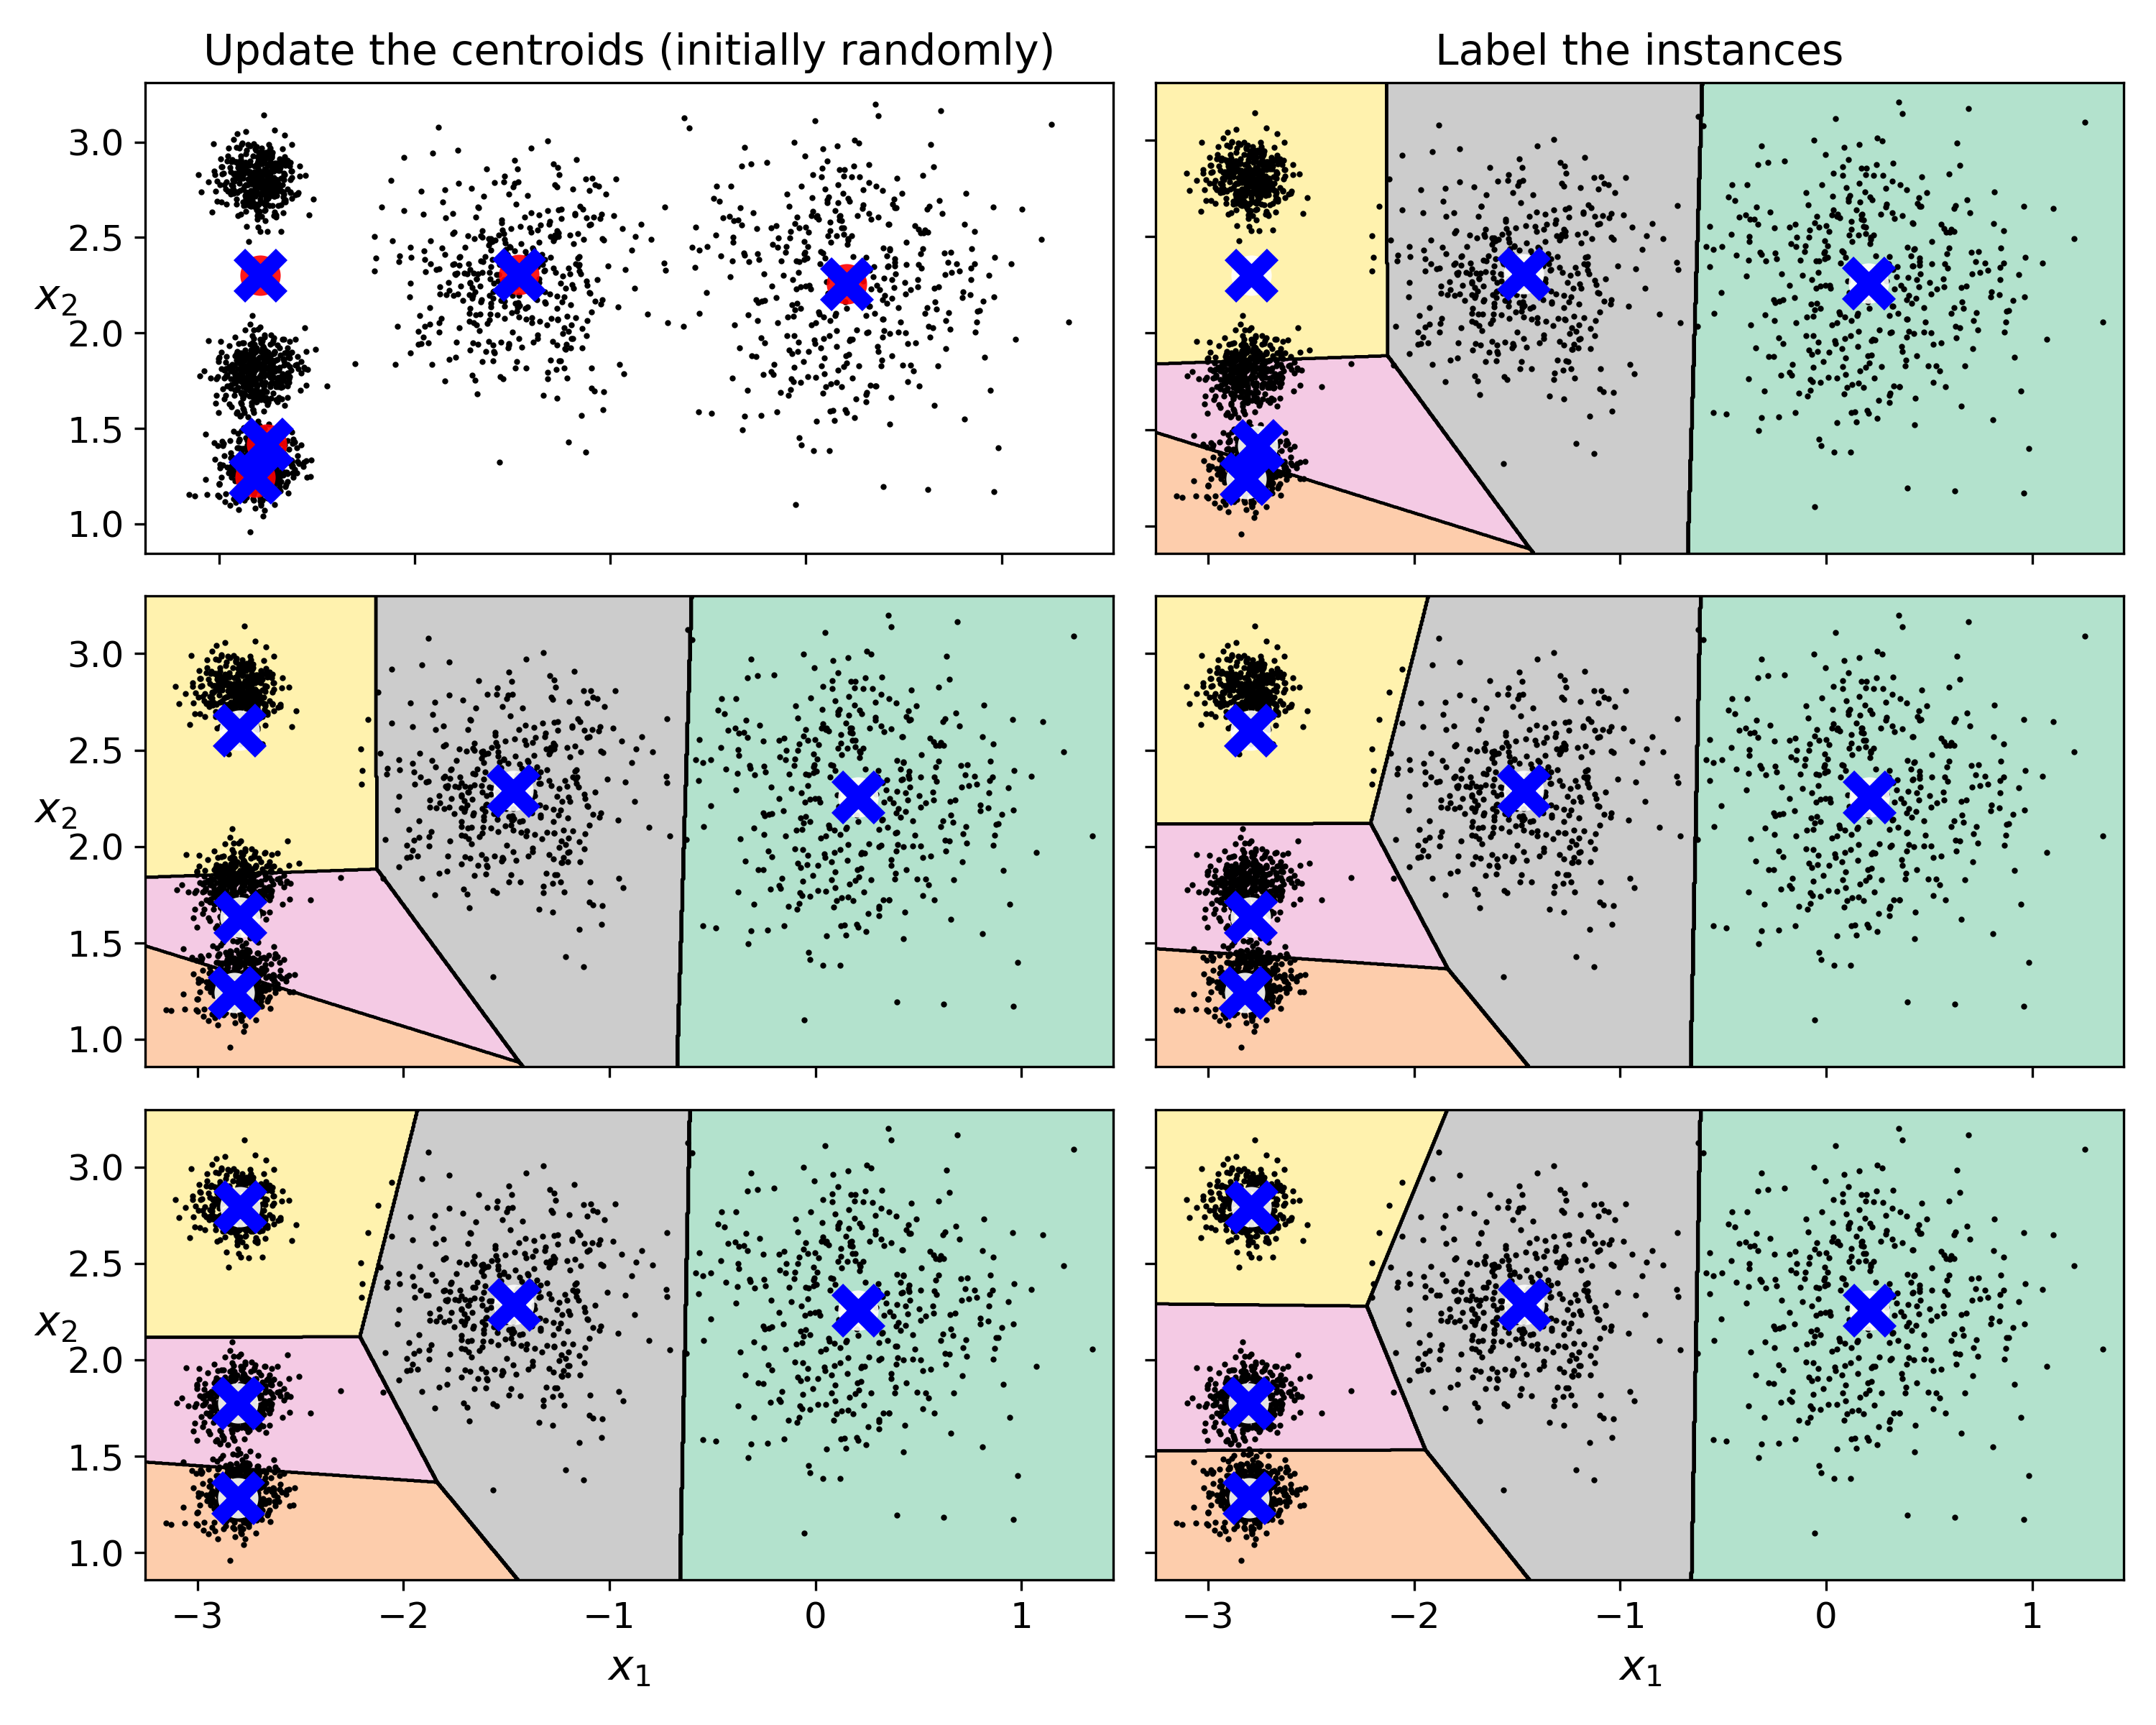 Update the centroids (initially randomly)
Label the instances
3.0
2.5
x₂
2.0
1.5
1.0
3.0
2.5
x₂
2.0
1.5
1.0
3.0
2.5
x₂
2.0
1.5
1.0
−3 −2 −1 0 1
−3 −2 −1 0 1
x₁
x₁